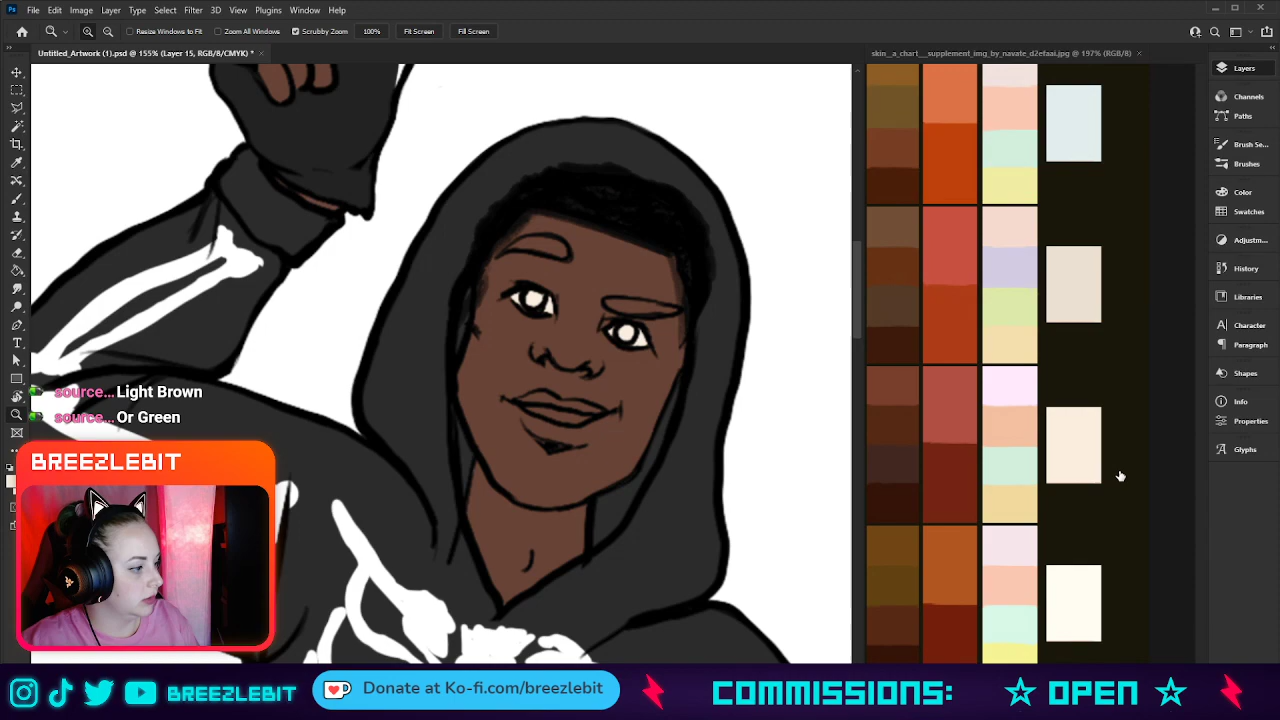 Ps File Edit Image Layer Type Select Filter 3D View Plugins Window Help
Resize Windows to Fit Zoom All Windows Scrubby Zoom 100% Fit Screen Fill Screen
Untitled_Artwork (1).psd @ 155% (Layer 15, RGB/8/CMYK) * ×
skin_a_chart__supplement_img_by_navate_d2efaai.jpg @ 197% (RGB/8) ×
Layers
Channels
Paths
Brush Se...
Brushes
Color
Swatches
Adjustm...
History
Libraries
Character
Paragraph
Shapes
Info
Properties
Glyphs
source... Light Brown
source... Or Green
BREEZLEBIT
BREEZLEBIT
Donate at Ko-fi.com/breezlebit
COMMISSIONS: ☆ OPEN ☆